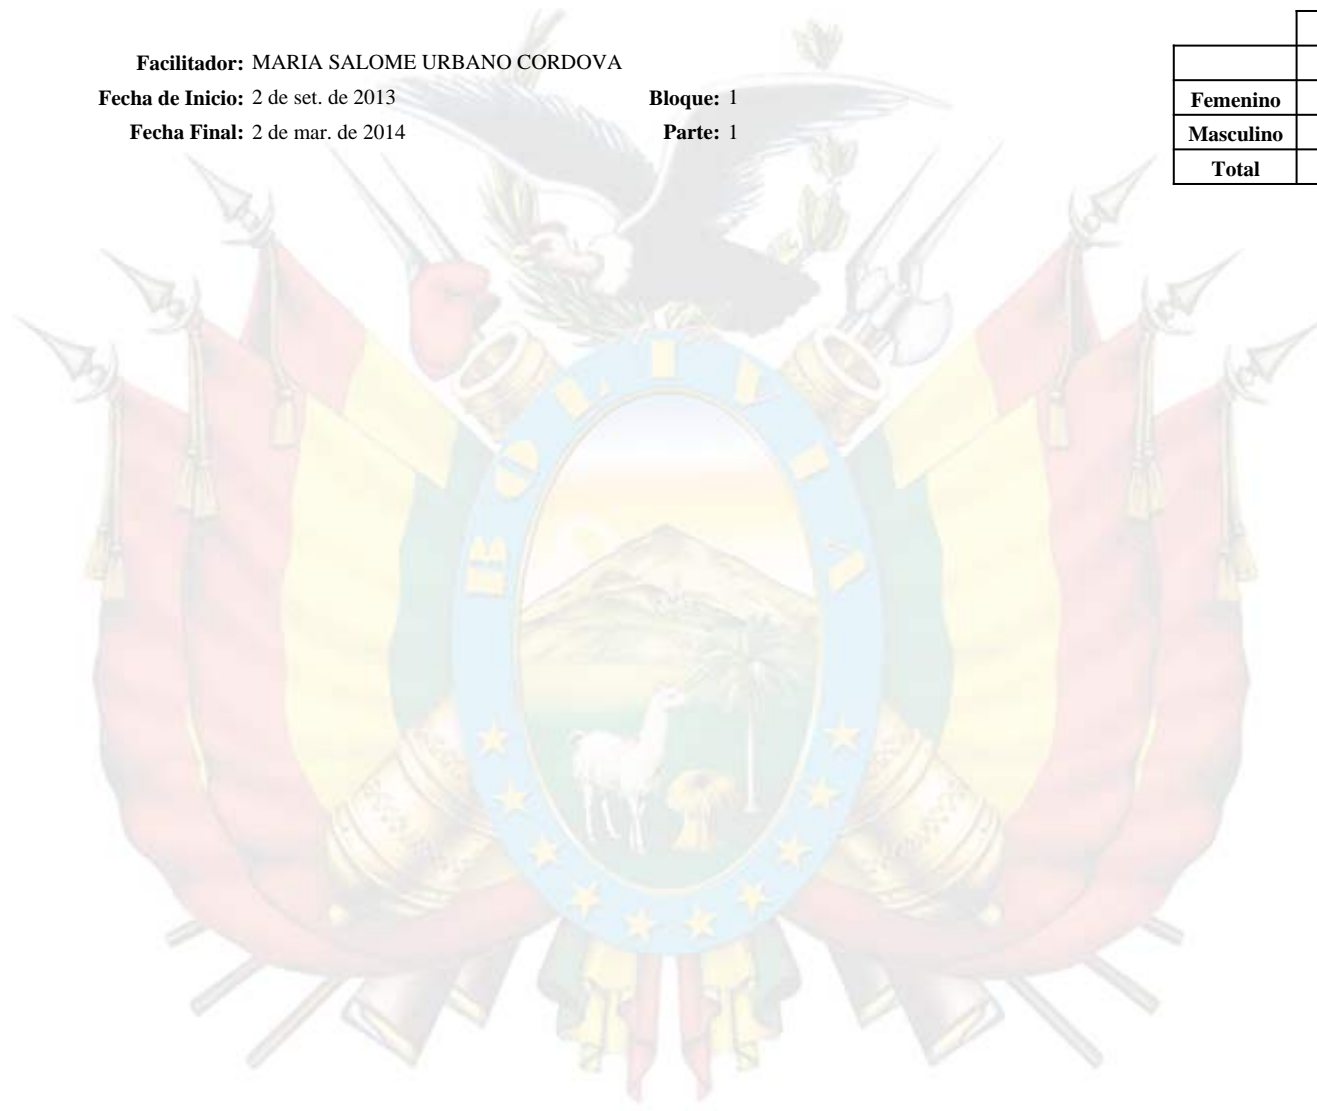 Facilitador: MARIA SALOME URBANO CORDOVA
Fecha de Inicio: 2 de set. de 2013 Bloque: 1
Fecha Final: 2 de mar. de 2014 Parte: 1
Femenino
Masculino
Total
BOLIVIA